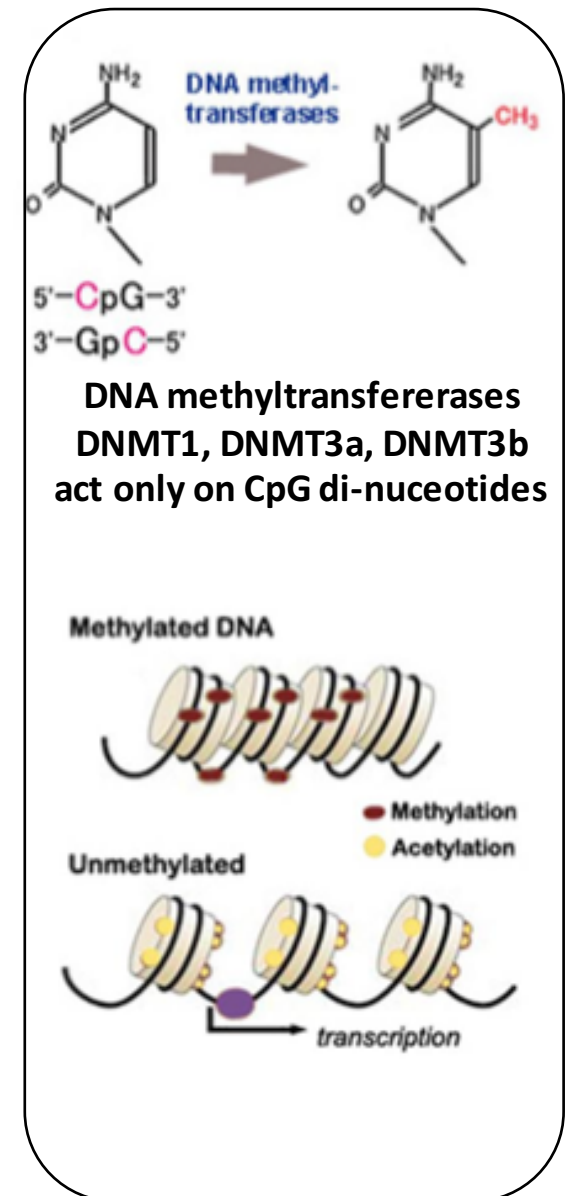 NH₂
DNA methyl-
transferases
NH₂
CH₃
N
N
O
N
O
N
5'-CpG-3'
3'-GpC-5'
DNA methyltransfererases
DNMT1, DNMT3a, DNMT3b
act only on CpG di-nuceotides
Methylated DNA
Methylation
Acetylation
Unmethylated
transcription